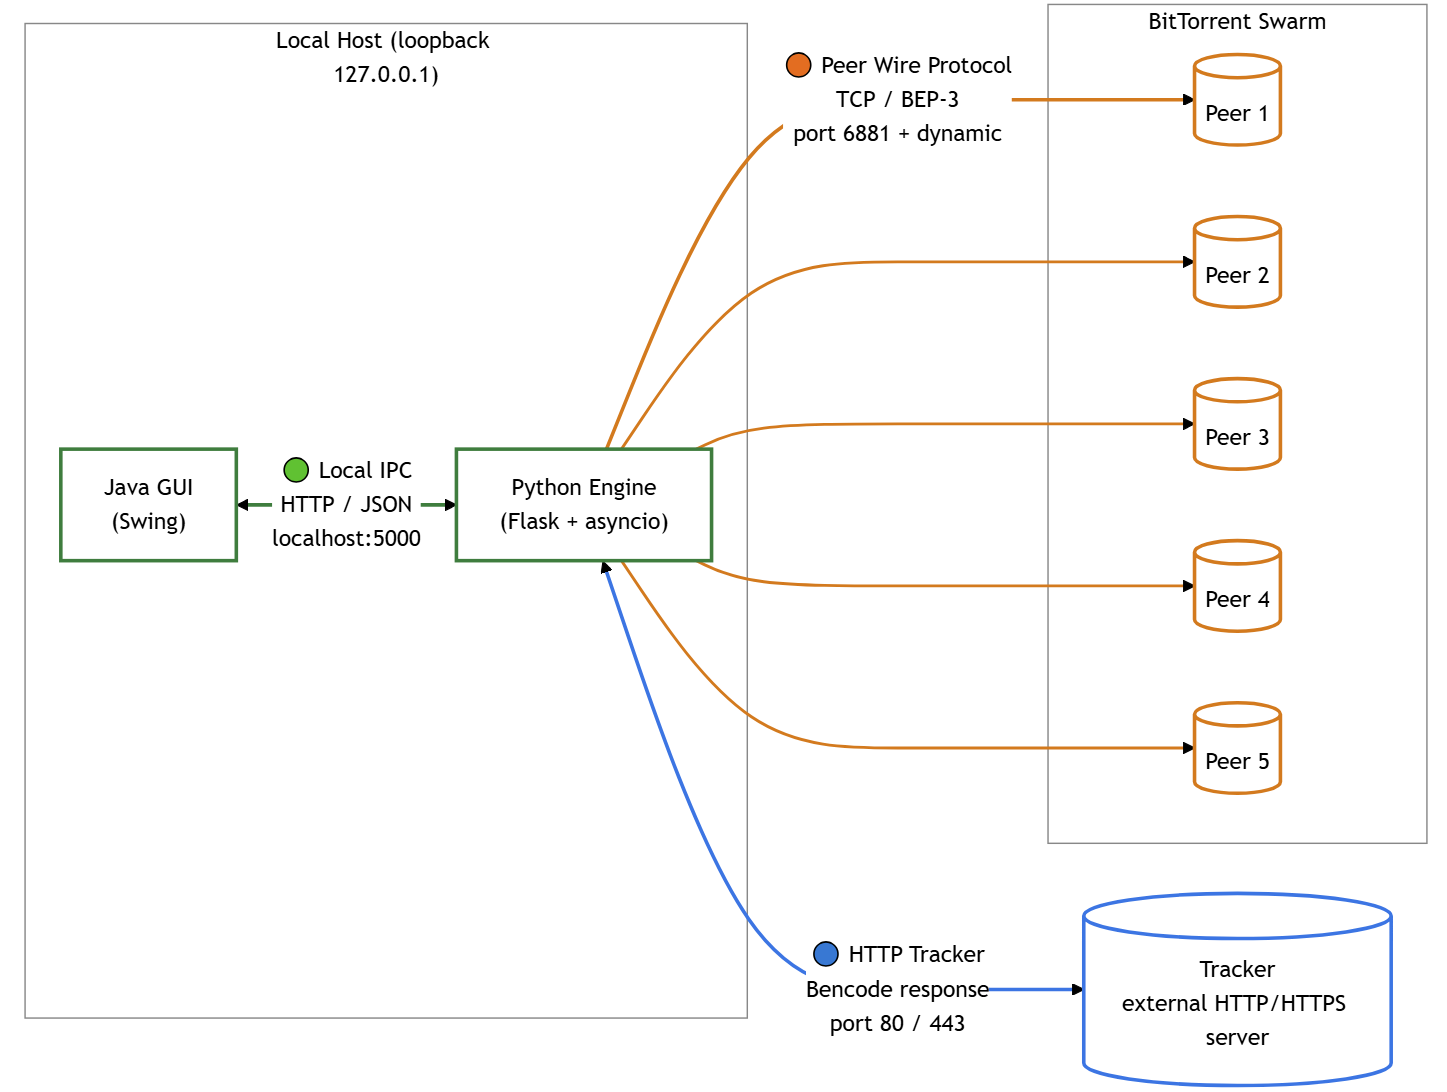 Local Host (loopback
127.0.0.1)
BitTorrent Swarm
Peer Wire Protocol
TCP / BEP-3
port 6881 + dynamic
Peer 1
Peer 2
Peer 3
Java GUI
(Swing)
Local IPC
HTTP / JSON
localhost:5000
Python Engine
(Flask + asyncio)
Peer 4
Peer 5
HTTP Tracker
Bencode response
port 80 / 443
Tracker
external HTTP/HTTPS
server